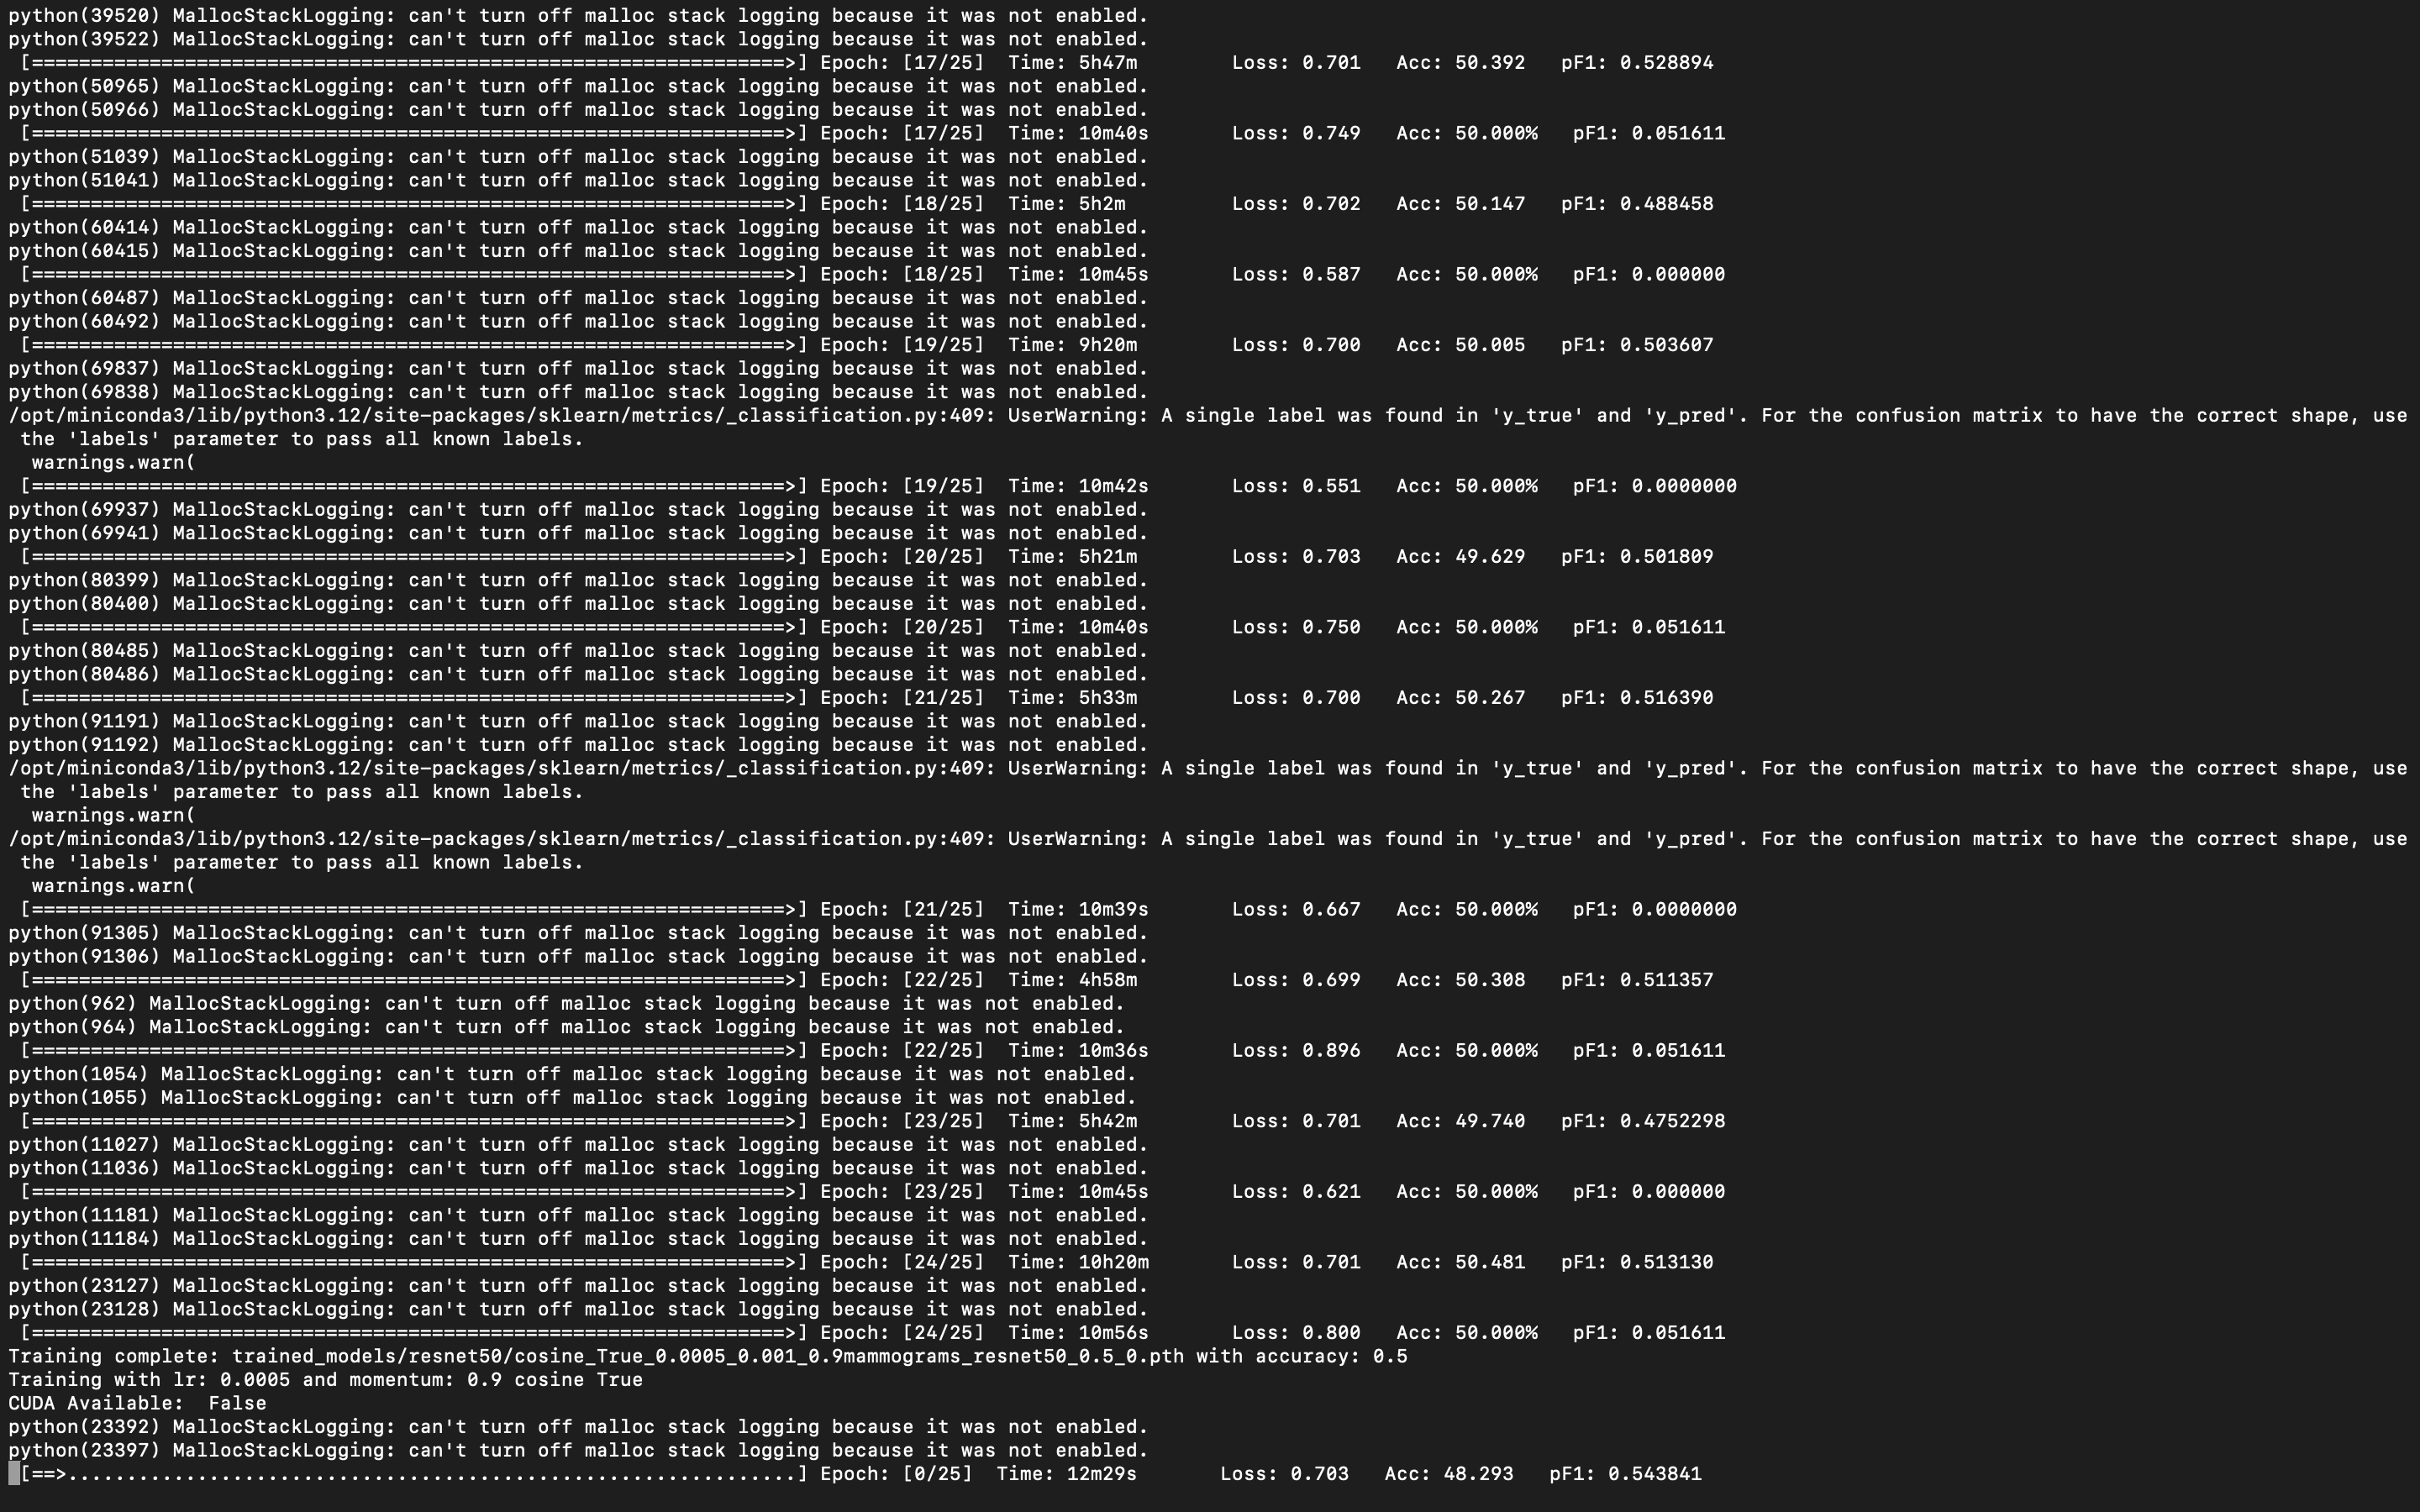 python(39520) MallocStackLogging: can't turn off malloc stack logging because it was not enabled.
python(39522) MallocStackLogging: can't turn off malloc stack logging because it was not enabled.
[================================================================>] Epoch: [17/25] Time: 5h47m Loss: 0.701 Acc: 50.392 pF1: 0.528894
python(50965) MallocStackLogging: can't turn off malloc stack logging because it was not enabled.
python(50966) MallocStackLogging: can't turn off malloc stack logging because it was not enabled.
[================================================================>] Epoch: [17/25] Time: 10m40s Loss: 0.749 Acc: 50.000% pF1: 0.051611
python(51039) MallocStackLogging: can't turn off malloc stack logging because it was not enabled.
python(51041) MallocStackLogging: can't turn off malloc stack logging because it was not enabled.
[================================================================>] Epoch: [18/25] Time: 5h2m Loss: 0.702 Acc: 50.147 pF1: 0.488458
python(60414) MallocStackLogging: can't turn off malloc stack logging because it was not enabled.
python(60415) MallocStackLogging: can't turn off malloc stack logging because it was not enabled.
[================================================================>] Epoch: [18/25] Time: 10m45s Loss: 0.587 Acc: 50.000% pF1: 0.000000
python(60487) MallocStackLogging: can't turn off malloc stack logging because it was not enabled.
python(60492) MallocStackLogging: can't turn off malloc stack logging because it was not enabled.
[================================================================>] Epoch: [19/25] Time: 9h20m Loss: 0.700 Acc: 50.005 pF1: 0.503607
python(69837) MallocStackLogging: can't turn off malloc stack logging because it was not enabled.
python(69838) MallocStackLogging: can't turn off malloc stack logging because it was not enabled.
/opt/miniconda3/lib/python3.12/site-packages/sklearn/metrics/_classification.py:409: UserWarning: A single label was found in 'y_true' and 'y_pred'. For the confusion matrix to have the correct shape, use
the 'labels' parameter to pass all known labels.
warnings.warn(
[================================================================>] Epoch: [19/25] Time: 10m42s Loss: 0.551 Acc: 50.000% pF1: 0.0000000
python(69937) MallocStackLogging: can't turn off malloc stack logging because it was not enabled.
python(69941) MallocStackLogging: can't turn off malloc stack logging because it was not enabled.
[================================================================>] Epoch: [20/25] Time: 5h21m Loss: 0.703 Acc: 49.629 pF1: 0.501809
python(80399) MallocStackLogging: can't turn off malloc stack logging because it was not enabled.
python(80400) MallocStackLogging: can't turn off malloc stack logging because it was not enabled.
[================================================================>] Epoch: [20/25] Time: 10m40s Loss: 0.750 Acc: 50.000% pF1: 0.051611
python(80485) MallocStackLogging: can't turn off malloc stack logging because it was not enabled.
python(80486) MallocStackLogging: can't turn off malloc stack logging because it was not enabled.
[================================================================>] Epoch: [21/25] Time: 5h33m Loss: 0.700 Acc: 50.267 pF1: 0.516390
python(91191) MallocStackLogging: can't turn off malloc stack logging because it was not enabled.
python(91192) MallocStackLogging: can't turn off malloc stack logging because it was not enabled.
/opt/miniconda3/lib/python3.12/site-packages/sklearn/metrics/_classification.py:409: UserWarning: A single label was found in 'y_true' and 'y_pred'. For the confusion matrix to have the correct shape, use
the 'labels' parameter to pass all known labels.
warnings.warn(
/opt/miniconda3/lib/python3.12/site-packages/sklearn/metrics/_classification.py:409: UserWarning: A single label was found in 'y_true' and 'y_pred'. For the confusion matrix to have the correct shape, use
the 'labels' parameter to pass all known labels.
warnings.warn(
[================================================================>] Epoch: [21/25] Time: 10m39s Loss: 0.667 Acc: 50.000% pF1: 0.0000000
python(91305) MallocStackLogging: can't turn off malloc stack logging because it was not enabled.
python(91306) MallocStackLogging: can't turn off malloc stack logging because it was not enabled.
[================================================================>] Epoch: [22/25] Time: 4h58m Loss: 0.699 Acc: 50.308 pF1: 0.511357
python(962) MallocStackLogging: can't turn off malloc stack logging because it was not enabled.
python(964) MallocStackLogging: can't turn off malloc stack logging because it was not enabled.
[================================================================>] Epoch: [22/25] Time: 10m36s Loss: 0.896 Acc: 50.000% pF1: 0.051611
python(1054) MallocStackLogging: can't turn off malloc stack logging because it was not enabled.
python(1055) MallocStackLogging: can't turn off malloc stack logging because it was not enabled.
[================================================================>] Epoch: [23/25] Time: 5h42m Loss: 0.701 Acc: 49.740 pF1: 0.4752298
python(11027) MallocStackLogging: can't turn off malloc stack logging because it was not enabled.
python(11036) MallocStackLogging: can't turn off malloc stack logging because it was not enabled.
[================================================================>] Epoch: [23/25] Time: 10m45s Loss: 0.621 Acc: 50.000% pF1: 0.000000
python(11181) MallocStackLogging: can't turn off malloc stack logging because it was not enabled.
python(11184) MallocStackLogging: can't turn off malloc stack logging because it was not enabled.
[================================================================>] Epoch: [24/25] Time: 10h20m Loss: 0.701 Acc: 50.481 pF1: 0.513130
python(23127) MallocStackLogging: can't turn off malloc stack logging because it was not enabled.
python(23128) MallocStackLogging: can't turn off malloc stack logging because it was not enabled.
[================================================================>] Epoch: [24/25] Time: 10m56s Loss: 0.800 Acc: 50.000% pF1: 0.051611
Training complete: trained_models/resnet50/cosine_True_0.0005_0.001_0.9mammograms_resnet50_0.5_0.pth with accuracy: 0.5
Training with lr: 0.0005 and momentum: 0.9 cosine True
CUDA Available:  False
python(23392) MallocStackLogging: can't turn off malloc stack logging because it was not enabled.
python(23397) MallocStackLogging: can't turn off malloc stack logging because it was not enabled.
[==>..............................................................] Epoch: [0/25] Time: 12m29s Loss: 0.703 Acc: 48.293 pF1: 0.543841